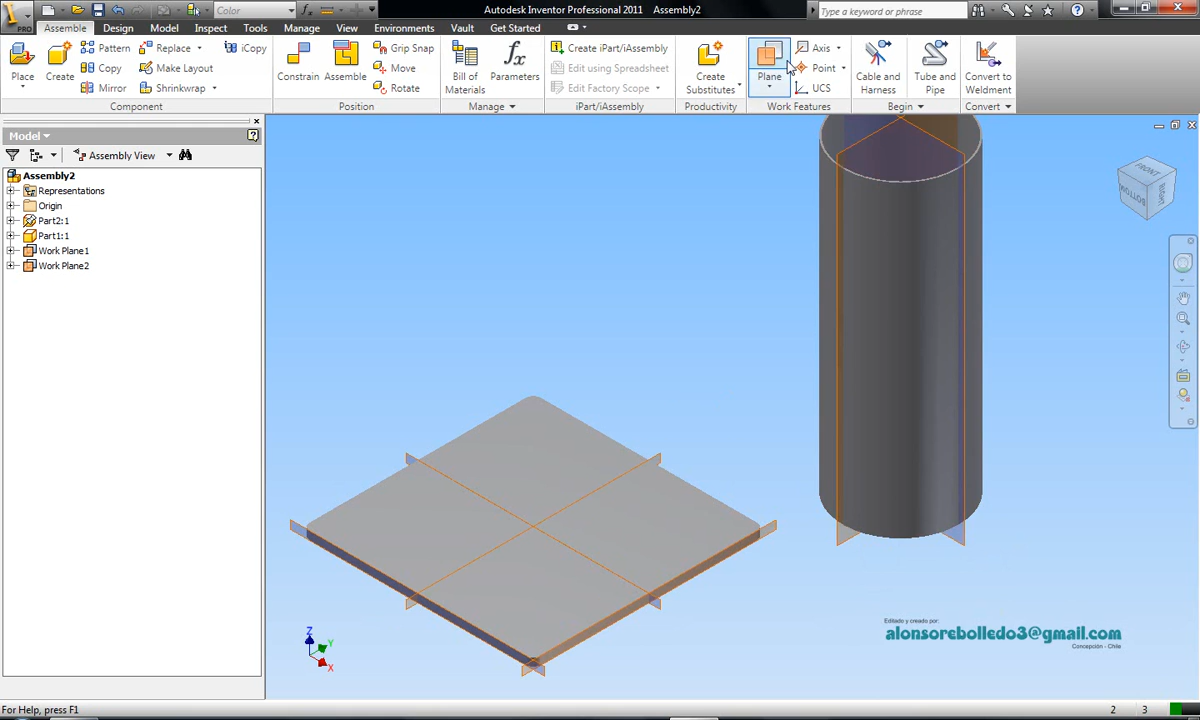 Autodesk Inventor Professional 2011 Assembly2
Color
Type a keyword or phrase
PRO
Assemble Design Model Inspect Tools Manage View Environments Vault Get Started
Place
Create
Pattern
Copy
Mirror
Replace
Make Layout
Shrinkwrap
iCopy
Component
Constrain
Assemble
Grip Snap
Move
Rotate
Position
Bill of
Materials
Parameters
Manage
Create iPart/iAssembly
Edit using Spreadsheet
Edit Factory Scope
iPart/iAssembly
Create
Substitutes
Productivity
Plane
Axis
Point
UCS
Work Features
Cable and
Harness
Tube and
Pipe
Begin
Convert to
Weldment
Convert
Model
Assembly View
Assembly2
Representations
Origin
Part2:1
Part1:1
Work Plane1
Work Plane2
FRONT
BOTTOM
RIGHT
Z
Y
X
Editado y creado por:
alonsorebolledo3@gmail.com
Concepción - Chile
For Help, press F1
2 3